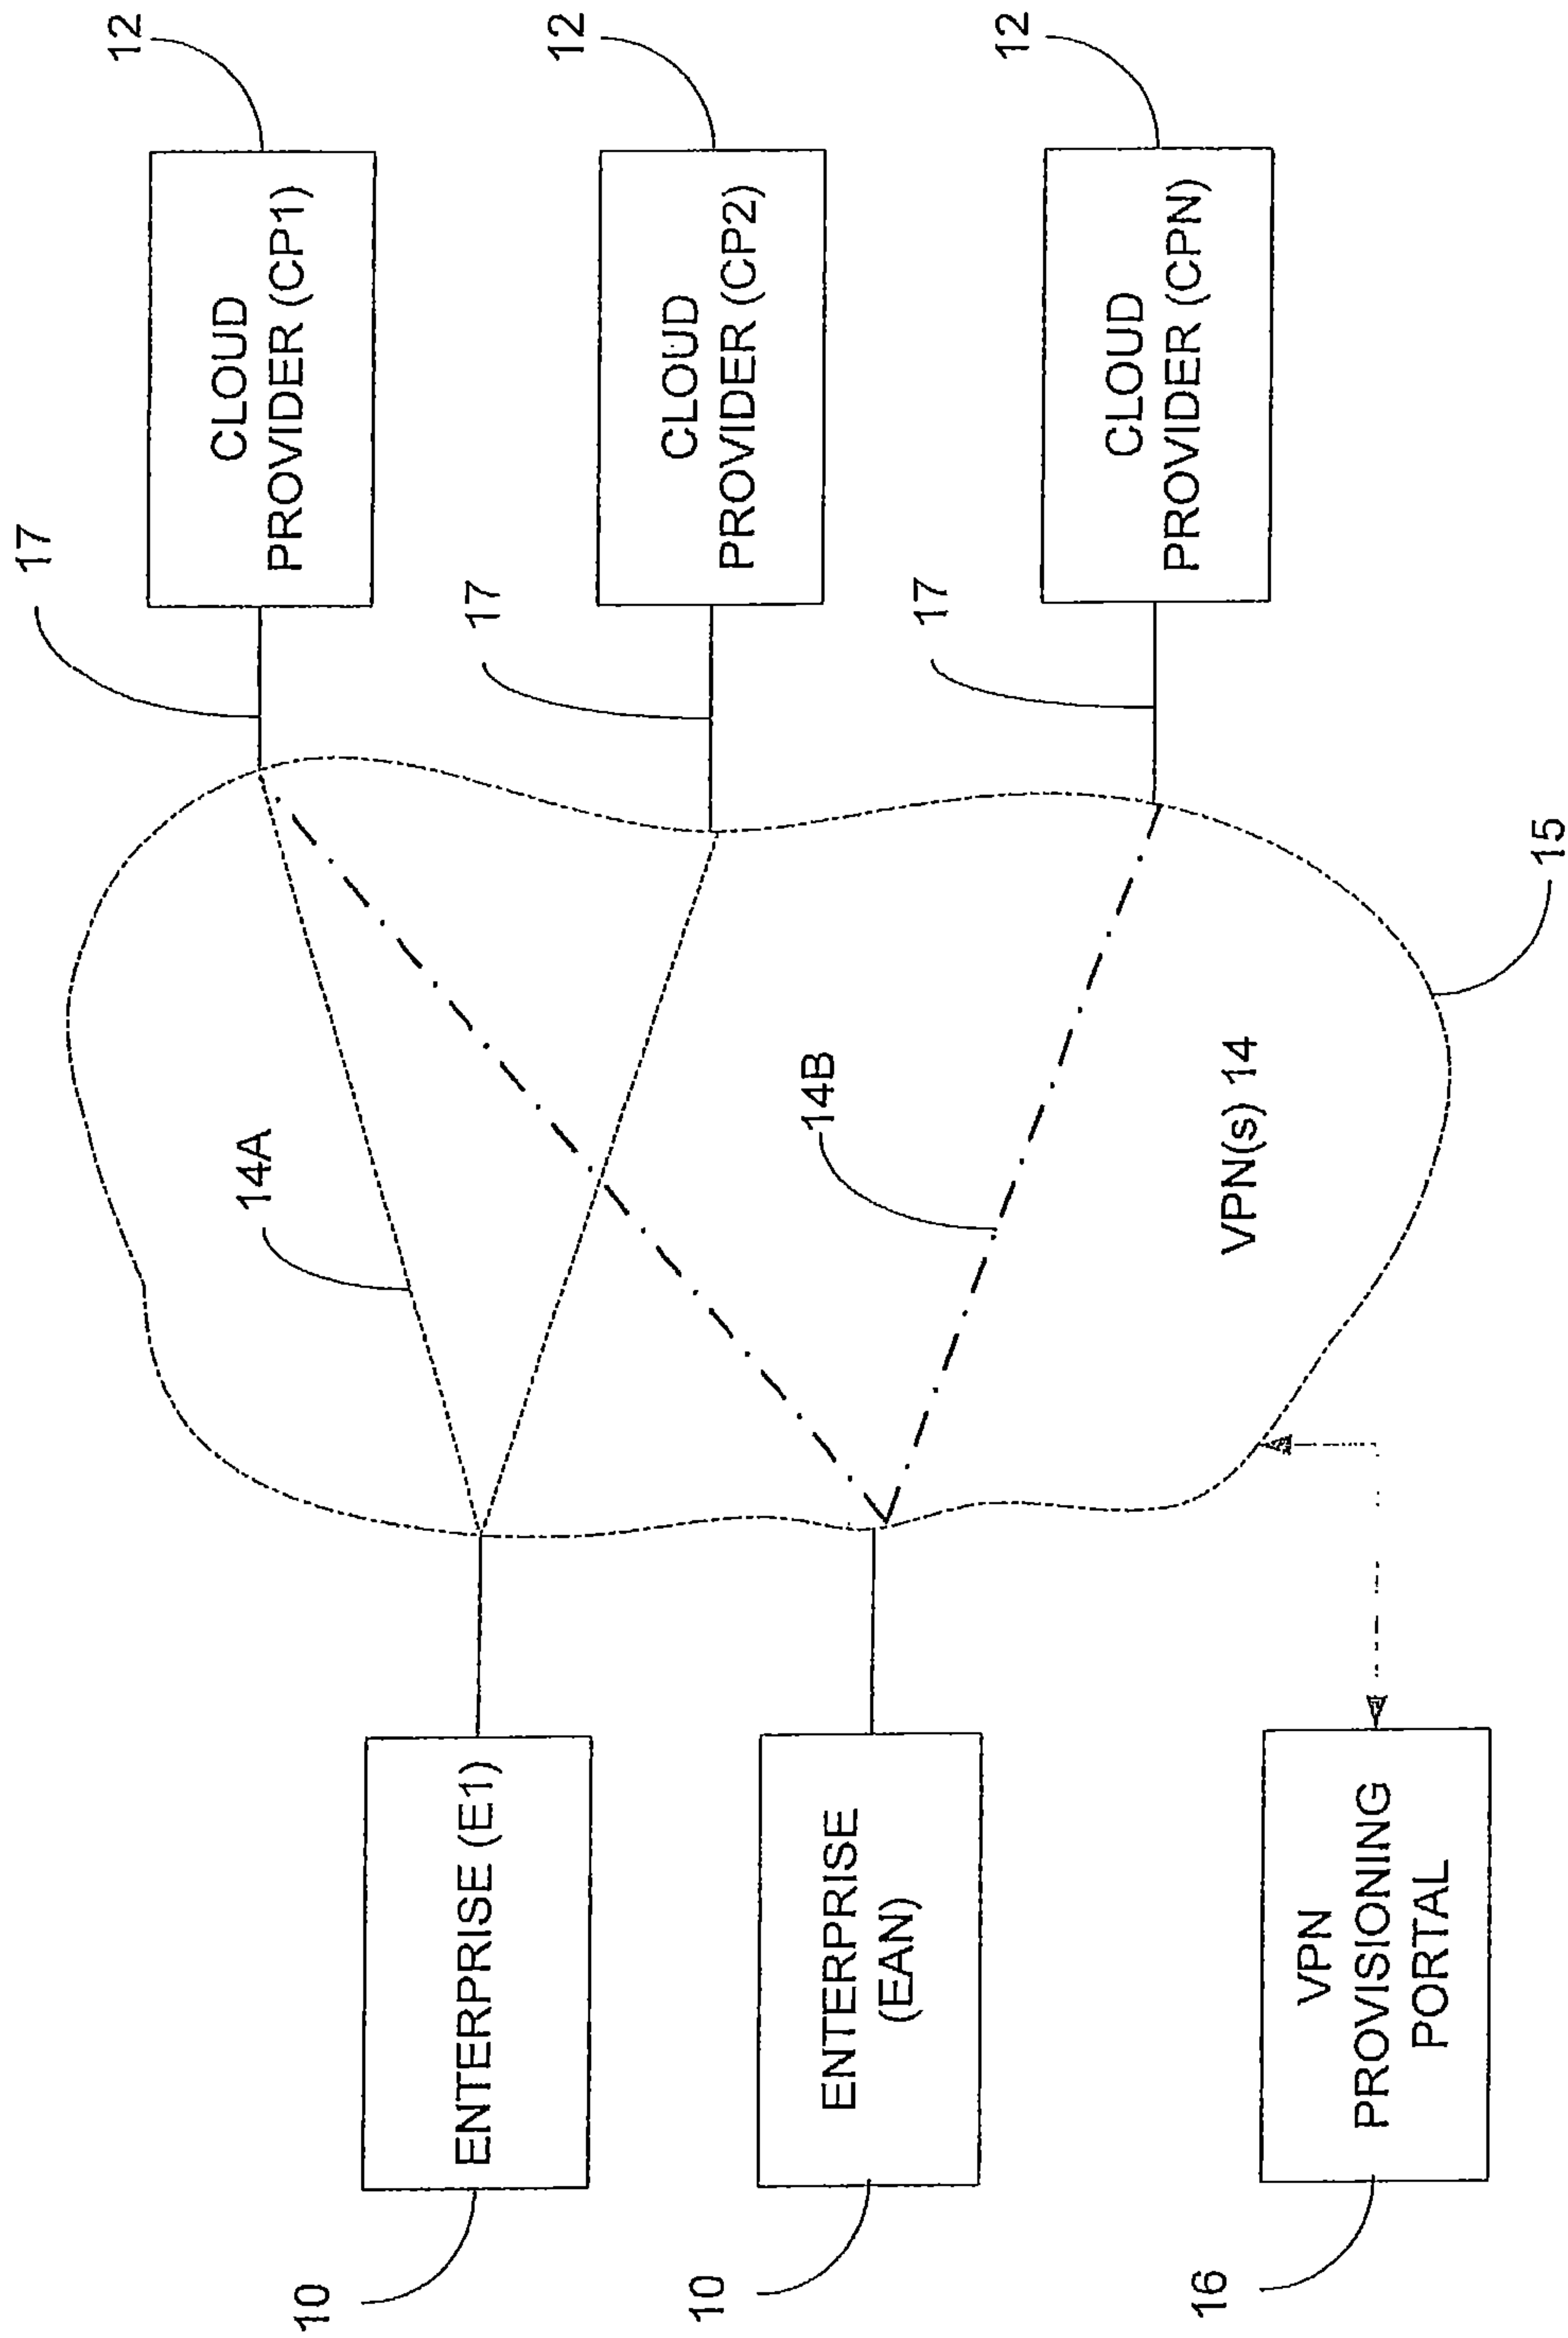 12
12
12
CLOUD
PROVIDER (CP1)
CLOUD
PROVIDER (CP2)
CLOUD
PROVIDER (CPN)
17
17
17
15
14A
14B
VPN(s) 14
ENTERPRISE (E1)
ENTERPRISE
(EAN)
VPN
PROVISIONING
PORTAL
10
10
16